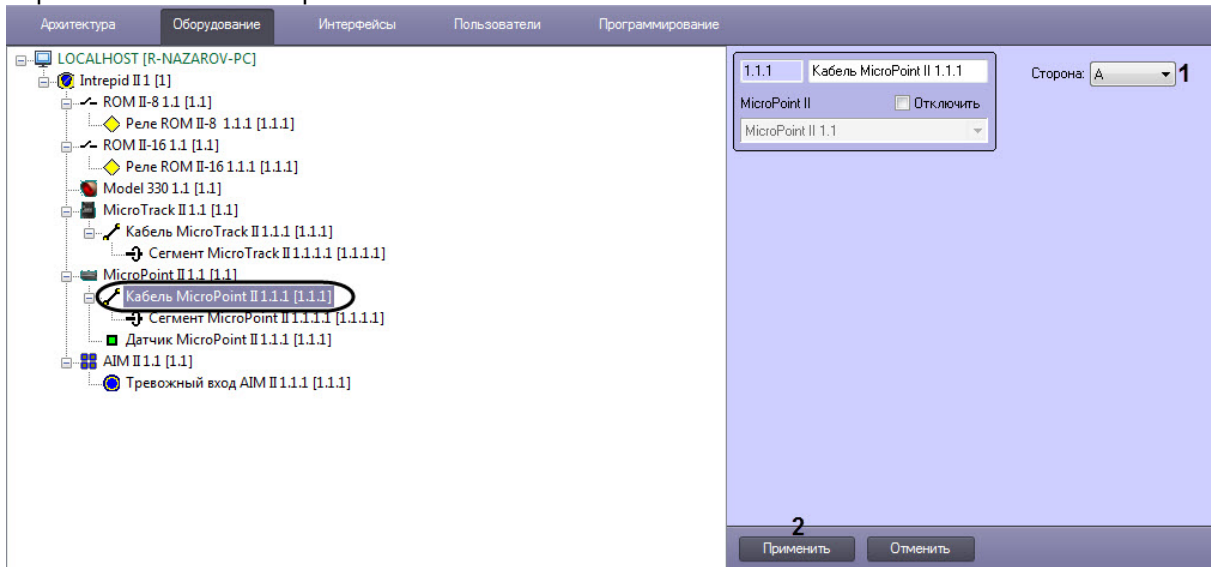 Архитектура Оборудование Интерфейсы Пользователи Программирование
LOCALHOST [R-NAZAROV-PC]
Intrepid II 1 [1]
ROM II-8 1.1 [1.1]
Реле ROM II-8 1.1.1 [1.1.1]
ROM II-16 1.1 [1.1]
Реле ROM II-16 1.1.1 [1.1.1]
Model 330 1.1 [1.1]
MicroTrack II 1.1 [1.1]
Кабель MicroTrack II 1.1.1 [1.1.1]
Сегмент MicroTrack II 1.1.1.1 [1.1.1.1]
MicroPoint II 1.1 [1.1]
Кабель MicroPoint II 1.1.1 [1.1.1]
Сегмент MicroPoint II 1.1.1.1 [1.1.1.1]
Датчик MicroPoint II 1.1.1 [1.1.1]
AIM II 1.1 [1.1]
Тревожный вход AIM II 1.1.1 [1.1.1]
1.1.1 Кабель MicroPoint II 1.1.1
MicroPoint II Отключить
MicroPoint II 1.1
Сторона: A 1
2
Применить Отменить